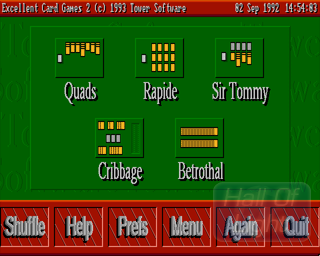 Excellent Card Games 2 (c) 1993 Tower Software 02 Sep 1992 14:54:03
Quads Rapide Sir Tommy
Cribbage Betrothal
Hall Of
Shuffle Help Prefs Menu Again Quit